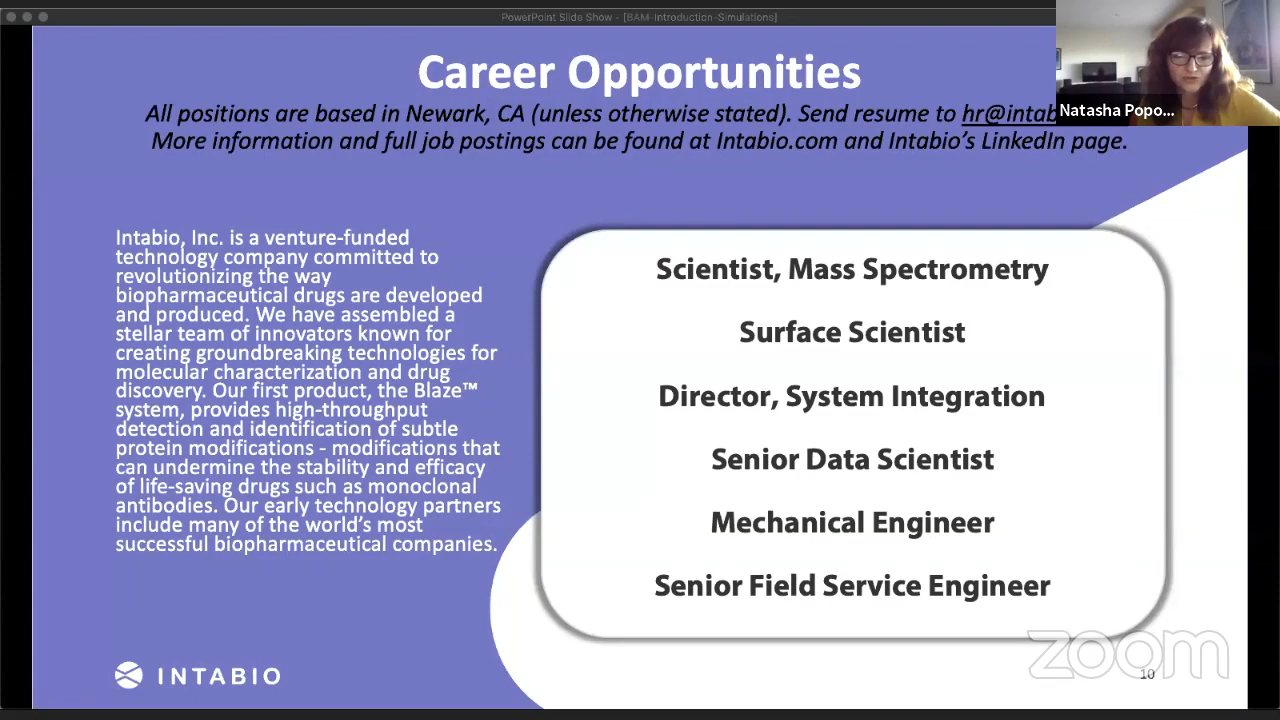 PowerPoint Slide Show - [BAM-Introduction-Simulations]
Career Opportunities
All positions are based in Newark, CA (unless otherwise stated). Send resume to hr@intab
More information and full job postings can be found at Intabio.com and Intabio's LinkedIn page.
Natasha Popo...
Intabio, Inc. is a venture-funded
technology company committed to
revolutionizing the way
biopharmaceutical drugs are developed
and produced. We have assembled a
stellar team of innovators known for
creating groundbreaking technologies for
molecular characterization and drug
discovery. Our first product, the Blaze™
system, provides high-throughput
detection and identification of subtle
protein modifications - modifications that
can undermine the stability and efficacy
of life-saving drugs such as monoclonal
antibodies. Our early technology partners
include many of the world's most
successful biopharmaceutical companies.
Scientist, Mass Spectrometry
Surface Scientist
Director, System Integration
Senior Data Scientist
Mechanical Engineer
Senior Field Service Engineer
INTABIO
zoom
10